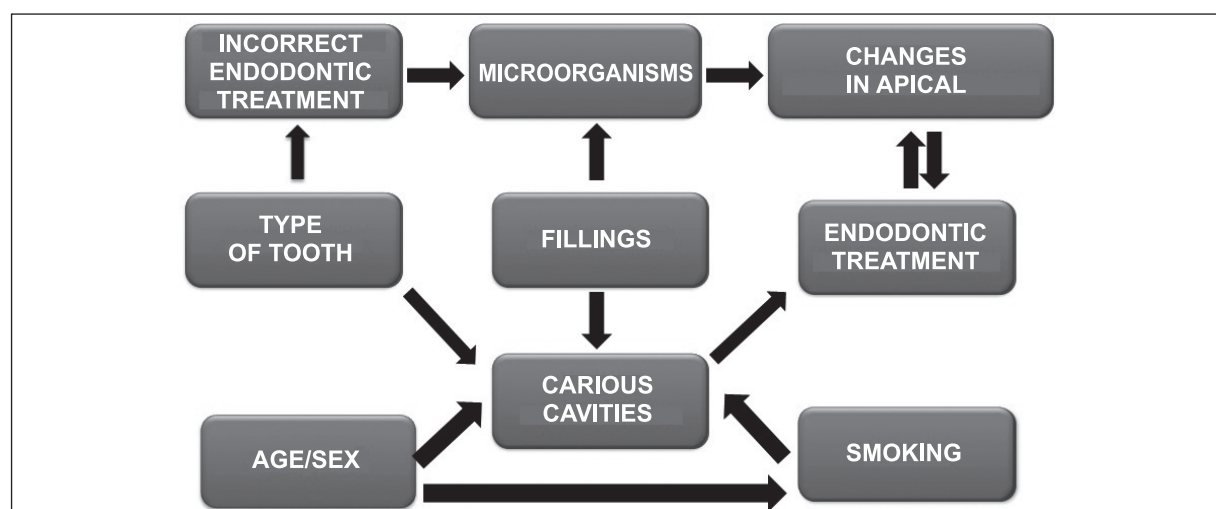 INCORRECT
ENDODONTIC
TREATMENT
MICROORGANISMS
CHANGES
IN APICAL
TYPE
OF TOOTH
FILLINGS
ENDODONTIC
TREATMENT
CARIOUS
CAVITIES
AGE/SEX
SMOKING